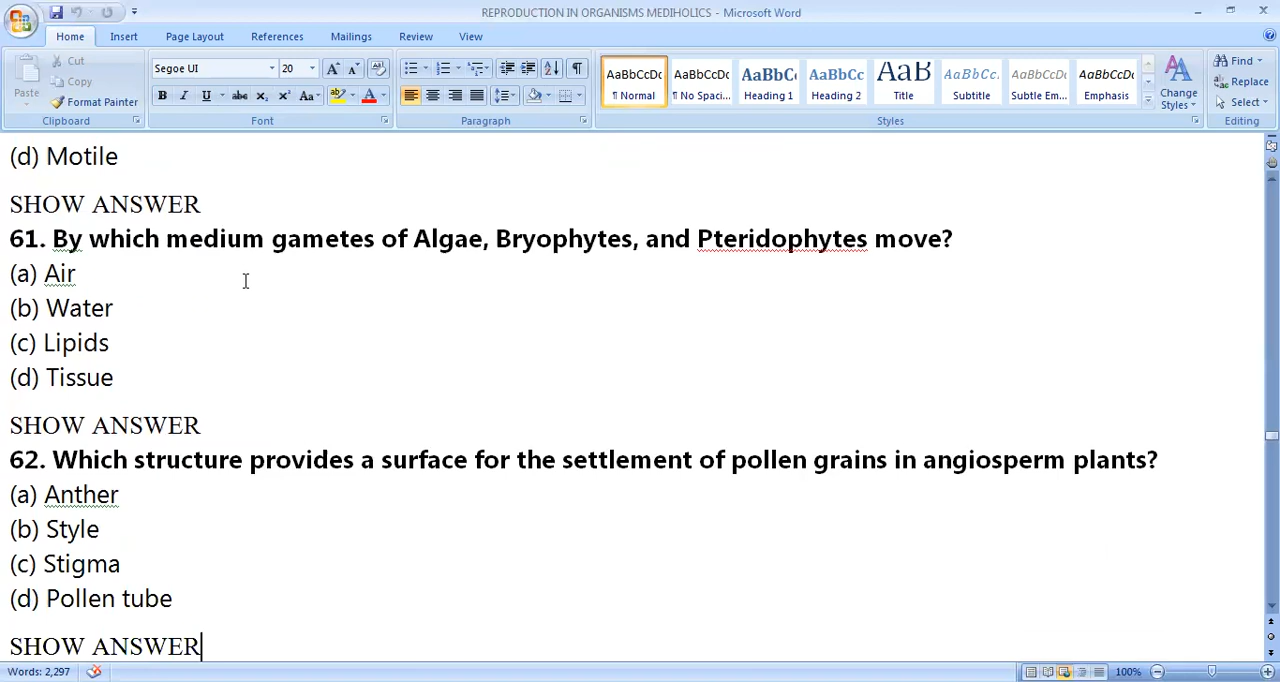 REPRODUCTION IN ORGANISMS MEDIHOLICS - Microsoft Word
Home Insert Page Layout References Mailings Review View
Paste
Cut
Copy
Format Painter
Clipboard
Segoe UI 20
B I U abc X₂ X² Aa
Font
Paragraph
AaBbCcDc AaBbCcDc AaBbC AaBbCc AaB AaBbCc. AaBbCcDc AaBbCcDc
¶ Normal ¶ No Spaci... Heading 1 Heading 2 Title Subtitle Subtle Em... Emphasis
Change Styles
Styles
Find
Replace
Select
Editing
(d) Motile
SHOW ANSWER
61. By which medium gametes of Algae, Bryophytes, and Pteridophytes move?
(a) Air
(b) Water
(c) Lipids
(d) Tissue
SHOW ANSWER
62. Which structure provides a surface for the settlement of pollen grains in angiosperm plants?
(a) Anther
(b) Style
(c) Stigma
(d) Pollen tube
SHOW ANSWER
Words: 2,297
100%